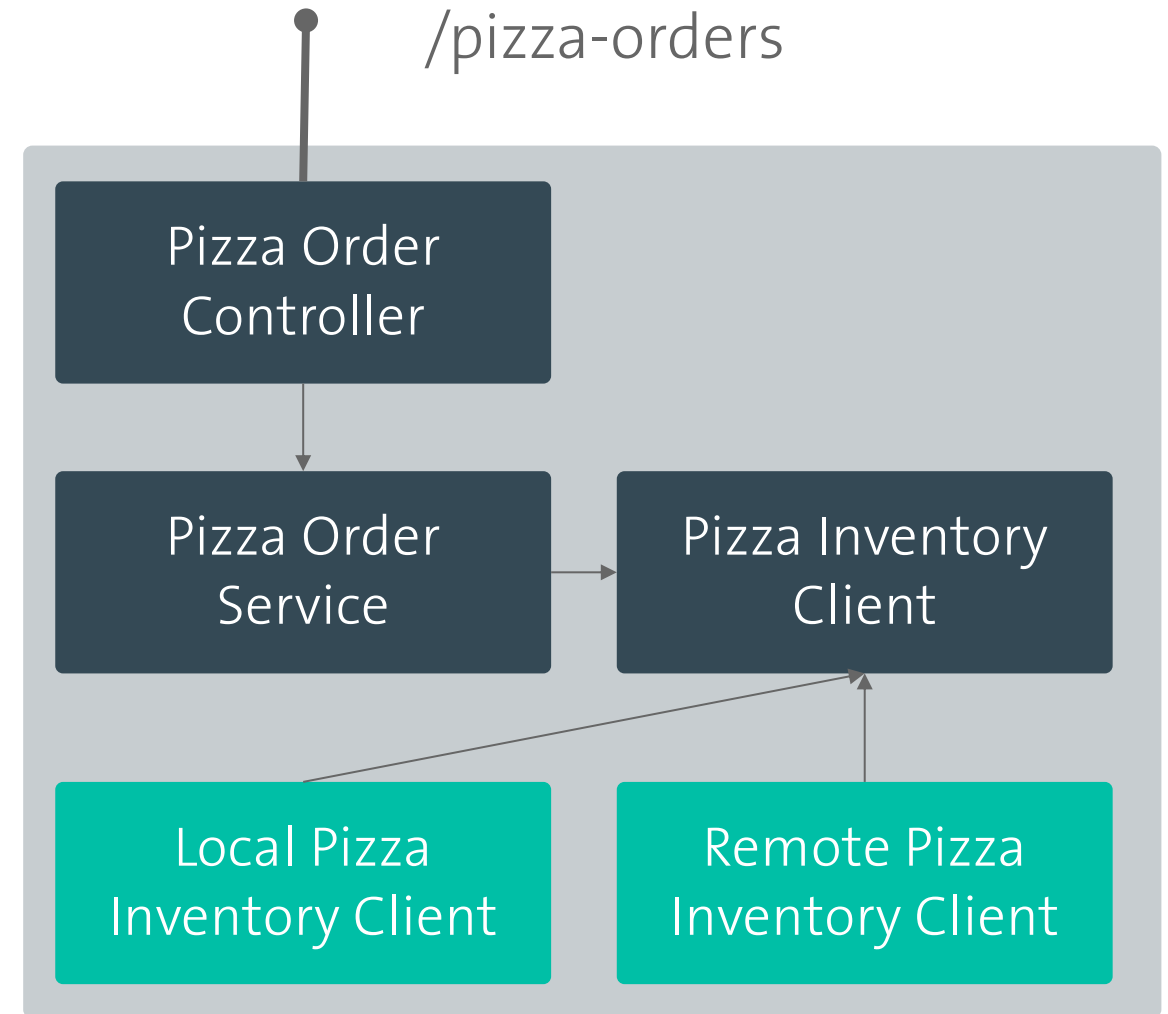 /pizza-orders
Pizza Order
Controller
Pizza Order
Service
Pizza Inventory
Client
Local Pizza
Inventory Client
Remote Pizza
Inventory Client